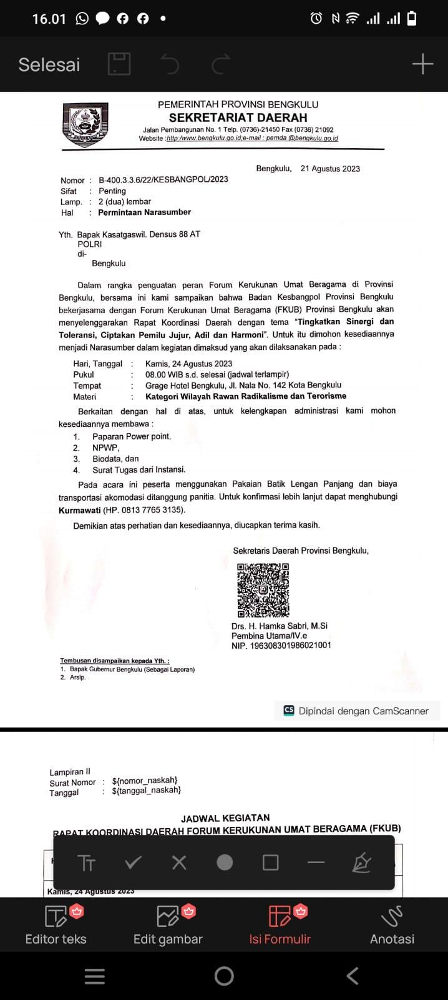 16.01
Selesai
PEMERINTAH PROVINSI BENGKULU
SEKRETARIAT DAERAH
Jalan Pembangunan No. 1 Telp. (0736)-21450 Fax (0736) 21092
Website :http:/www.bengkulu.go.id;e-mail : pemda @bengkulu.go.id
Bengkulu, 21 Agustus 2023
Nomor : B-400.3.3.6/22/KESBANGPOL/2023
Sifat : Penting
Lamp. : 2 (dua) lembar
Hal : Permintaan Narasumber
Yth. Bapak Kasatgaswil. Densus 88 AT
POLRI
di-
Bengkulu
Dalam rangka penguatan peran Forum Kerukunan Umat Beragama di Provinsi
Bengkulu, bersama ini kami sampaikan bahwa Badan Kesbangpol Provinsi Bengkulu
bekerjasama dengan Forum Kerukunan Umat Beragama (FKUB) Provinsi Bengkulu akan
menyelenggarakan Rapat Koordinasi Daerah dengan tema "Tingkatkan Sinergi dan
Toleransi, Ciptakan Pemilu Jujur, Adil dan Harmoni". Untuk itu dimohon kesediaannya
menjadi Narasumber dalam kegiatan dimaksud yang akan dilaksanakan pada :
Hari, Tanggal : Kamis, 24 Agustus 2023
Pukul : 08.00 WIB s.d. selesai (jadwal terlampir)
Tempat : Grage Hotel Bengkulu, Jl. Nala No. 142 Kota Bengkulu
Materi : Kategori Wilayah Rawan Radikalisme dan Terorisme
Berkaitan dengan hal di atas, untuk kelengkapan administrasi kami mohon
kesediaannya membawa :
1. Paparan Power point,
2. NPWP,
3. Biodata, dan
4. Surat Tugas dari Instansi.
Pada acara ini peserta menggunakan Pakaian Batik Lengan Panjang dan biaya
transportasi akomodasi ditanggung panitia. Untuk konfirmasi lebih lanjut dapat menghubungi
Kurmawati (HP. 0813 7765 3135).
Demikian atas perhatian dan kesediaannya, diucapkan terima kasih.
Sekretaris Daerah Provinsi Bengkulu,
Drs. H. Hamka Sabri, M.Si
Pembina Utama/IV.e
NIP. 196308301986021001
Tembusan disampaikan kepada Yth. :
1. Bapak Gubernur Bengkulu (Sebagai Laporan)
2. Arsip.
CS Dipindai dengan CamScanner
Lampiran II
Surat Nomor : ${nomor_naskah}
Tanggal : ${tanggal_naskah}
JADWAL KEGIATAN
RAPAT KOORDINASI DAERAH FORUM KERUKUNAN UMAT BERAGAMA (FKUB)
TT
Kamis, 24 Agustus 2023
Editor teks
Edit gambar
Isi Formulir
Anotasi